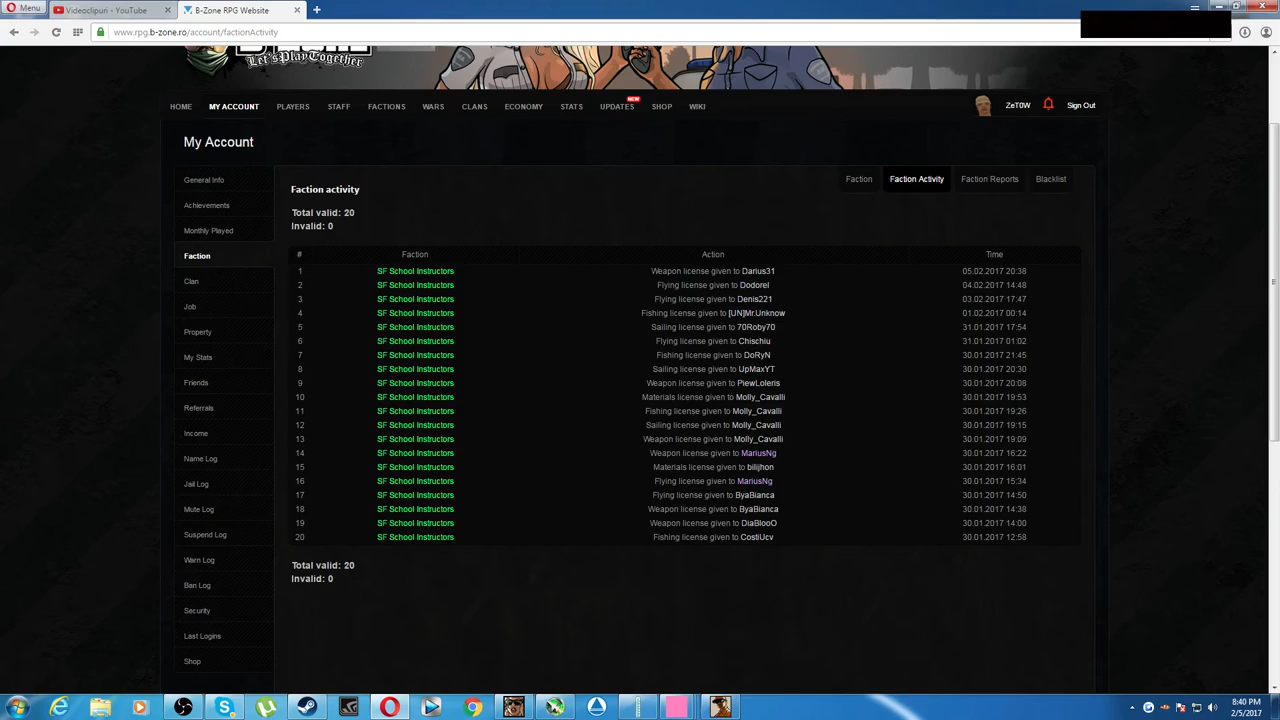 Menu
Videoclipuri - YouTube
B-Zone RPG Website
www.rpg.b-zone.ro/account/factionActivity
Let'sPlayTogether
HOME MY ACCOUNT PLAYERS STAFF FACTIONS WARS CLANS ECONOMY STATS UPDATES NEW SHOP WIKI
ZeT0W Sign Out
My Account
General Info
Achievements
Monthly Played
Faction
Clan
Job
Property
My Stats
Friends
Referrals
Income
Name Log
Jail Log
Mute Log
Suspend Log
Warn Log
Ban Log
Security
Last Logins
Shop
Faction Faction Activity Faction Reports Blacklist
Faction activity
Total valid: 20
Invalid: 0
# Faction Action Time
1 SF School Instructors Weapon license given to Darius31 05.02.2017 20:38
2 SF School Instructors Flying license given to Dodorel 04.02.2017 14:48
3 SF School Instructors Flying license given to Denis221 03.02.2017 17:47
4 SF School Instructors Fishing license given to [UN]Mr.Unknow 01.02.2017 00:14
5 SF School Instructors Sailing license given to 70Roby70 31.01.2017 17:54
6 SF School Instructors Flying license given to Chischiu 31.01.2017 01:02
7 SF School Instructors Fishing license given to DoRyN 30.01.2017 21:45
8 SF School Instructors Sailing license given to UpMaxYT 30.01.2017 20:30
9 SF School Instructors Weapon license given to PiewLoleris 30.01.2017 20:08
10 SF School Instructors Materials license given to Molly_Cavalli 30.01.2017 19:53
11 SF School Instructors Fishing license given to Molly_Cavalli 30.01.2017 19:26
12 SF School Instructors Sailing license given to Molly_Cavalli 30.01.2017 19:15
13 SF School Instructors Weapon license given to Molly_Cavalli 30.01.2017 19:09
14 SF School Instructors Weapon license given to MariusNg 30.01.2017 16:22
15 SF School Instructors Materials license given to bilijhon 30.01.2017 16:01
16 SF School Instructors Flying license given to MariusNg 30.01.2017 15:34
17 SF School Instructors Flying license given to ByaBianca 30.01.2017 14:50
18 SF School Instructors Weapon license given to ByaBianca 30.01.2017 14:38
19 SF School Instructors Weapon license given to DiaBlooO 30.01.2017 14:00
20 SF School Instructors Fishing license given to CostiUcv 30.01.2017 12:58
Total valid: 20
Invalid: 0
8:40 PM
2/5/2017